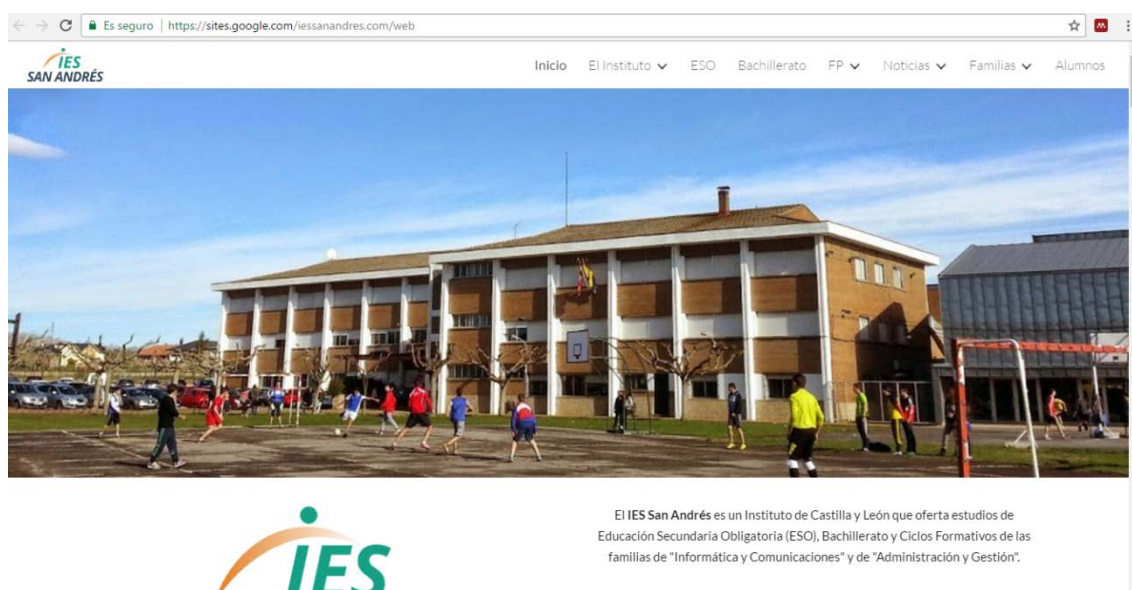 Es seguro | https://sites.google.com/iessanandres.com/web
IES
SAN ANDRÉS
Inicio El Instituto ESO Bachillerato FP Noticias Familias Alumnos
IES
El IES San Andrés es un Instituto de Castilla y León que oferta estudios de
Educación Secundaria Obligatoria (ESO), Bachillerato y Ciclos Formativos de las
familias de "Informática y Comunicaciones" y de "Administración y Gestión".